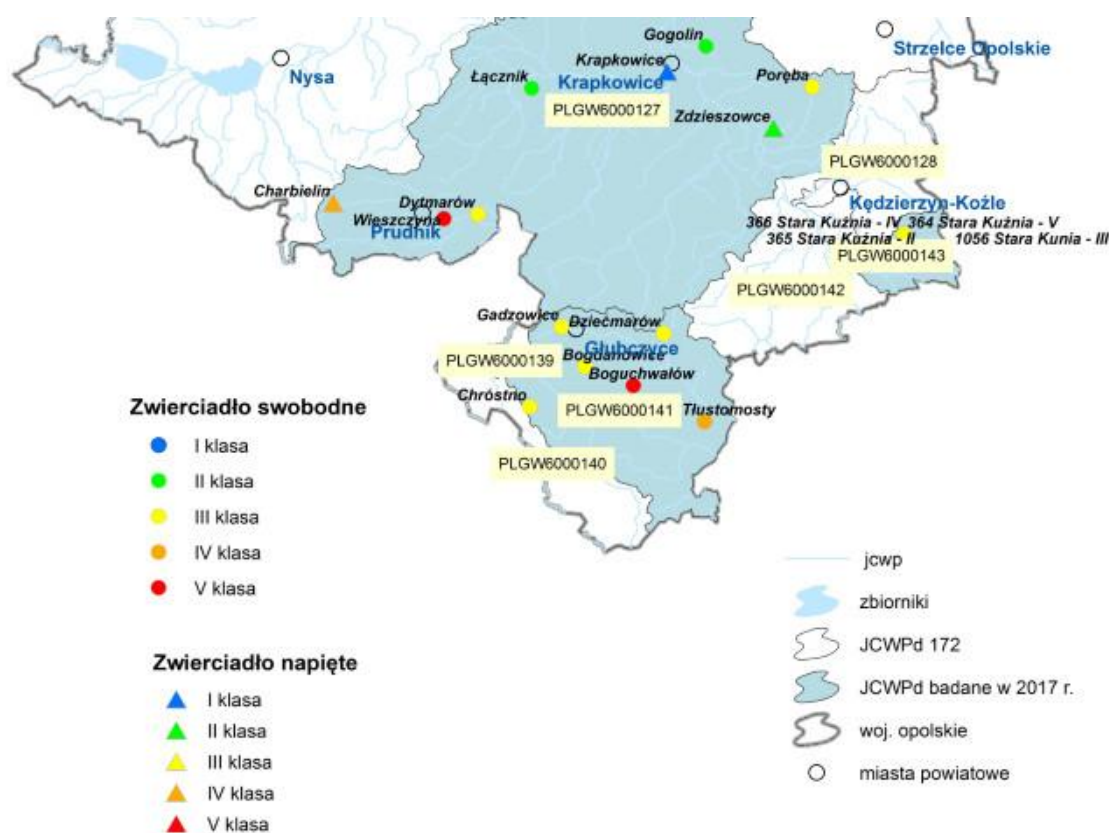 Gogolin
Strzelce Opolskie
Krapkowice
Nysa
Krapkowice
Łącznik
Poręba
PLGW6000127
Zdzieszowce
PLGW6000128
Charbielin
Kędzierzyn-Koźle
Dytmarów
Wieszczyna
Prudnik
366 Stara Kuźnia - IV 364 Stara Kuźnia - V
365 Stara Kuźnia - II 1056 Stara Kunia - III
PLGW6000143
PLGW6000142
Gadzowice Dziećmarów
Głubczyce
PLGW6000139
Bogdanowice
Boguchwałów
Chróstno
PLGW6000141
Tłustomosty
PLGW6000140
Zwierciadło swobodne
I klasa
II klasa
III klasa
IV klasa
V klasa
Zwierciadło napięte
I klasa
II klasa
III klasa
IV klasa
V klasa
jcwp
zbiorniki
JCWPd 172
JCWPd badane w 2017 r.
woj. opolskie
miasta powiatowe